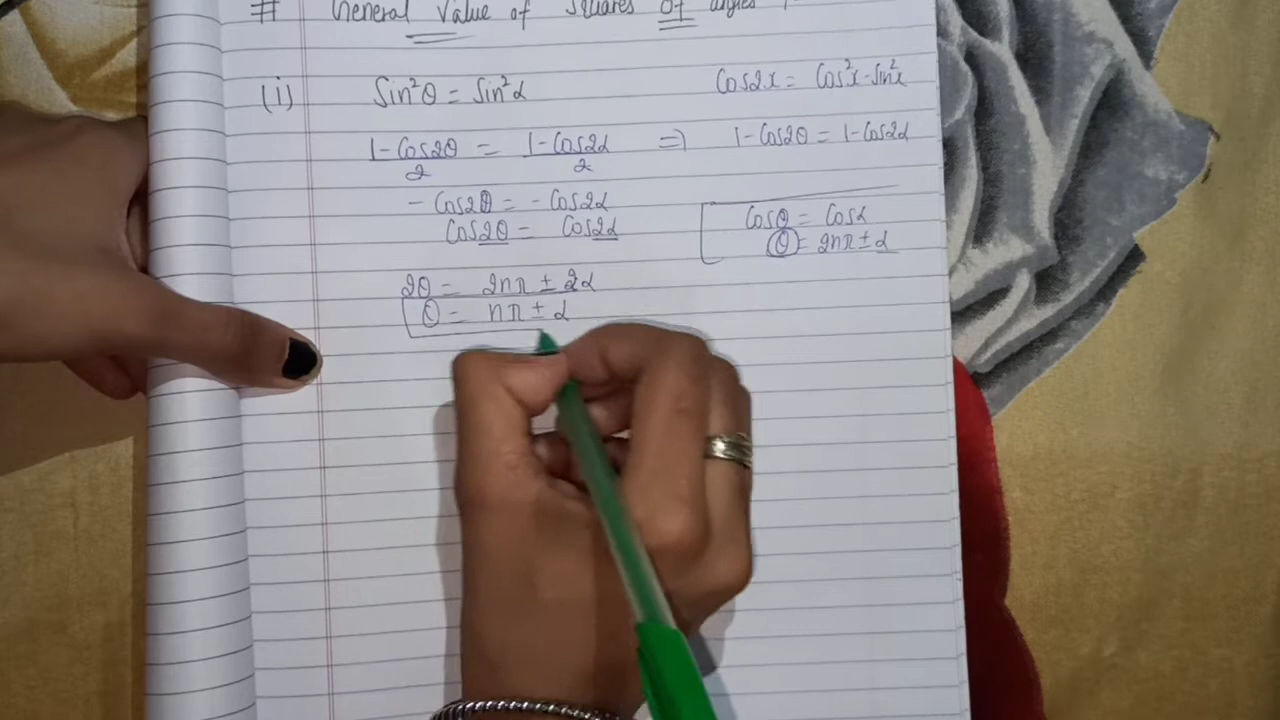 # General Value of Squares of angles
(i) Sin²θ = Sin²α
Cos2x = Cos²x - Sin²x
1-Cos2θ/2 = 1-Cos2α/2 ⇒ 1-Cos2θ = 1-Cos2α
- Cos2θ = - Cos2α
Cos2θ = Cos2α
Cosθ = Cosα
θ = 2nπ ± α
2θ = 2nπ ± 2α
θ = nπ ± α